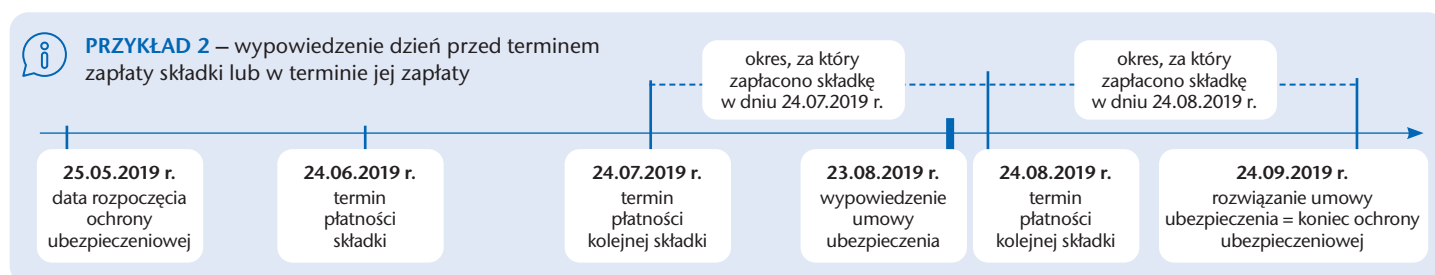 PRZYKŁAD 2 – wypowiedzenie dzień przed terminem
zapłaty składki lub w terminie jej zapłaty
okres, za który
zapłacono składkę
w dniu 24.07.2019 r.
okres, za który
zapłacono składkę
w dniu 24.08.2019 r.
25.05.2019 r.
data rozpoczęcia
ochrony
ubezpieczeniowej
24.06.2019 r.
termin
płatności
składki
24.07.2019 r.
termin
płatności
kolejnej składki
23.08.2019 r.
wypowiedzenie
umowy
ubezpieczenia
24.08.2019 r.
termin
płatności
kolejnej składki
24.09.2019 r.
rozwiązanie umowy
ubezpieczenia = koniec ochrony
ubezpieczeniowej